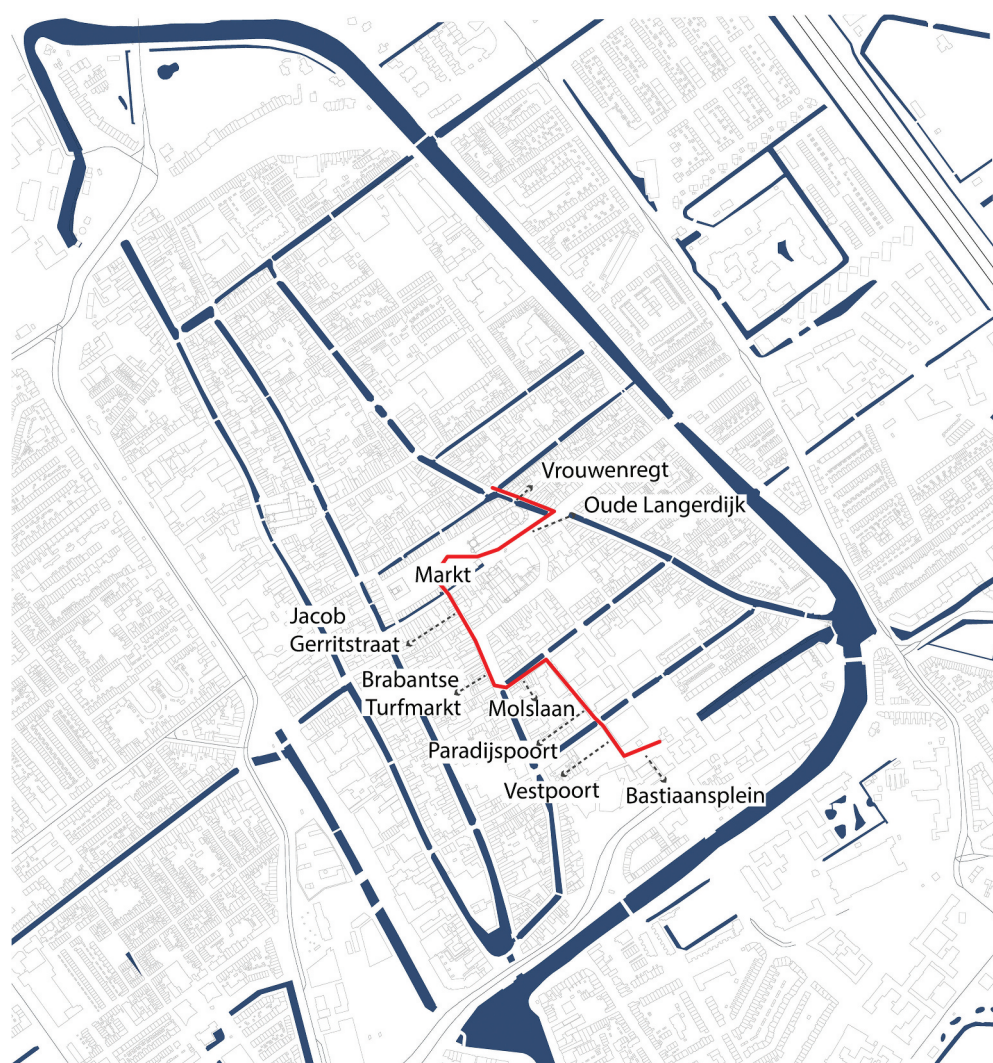 Vrouwenregt
Oude Langerdijk
Markt
Jacob
Gerritstraat
Brabantse
Turfmarkt
Molslaan
Paradijspoort
Vestpoort
Bastiaansplein